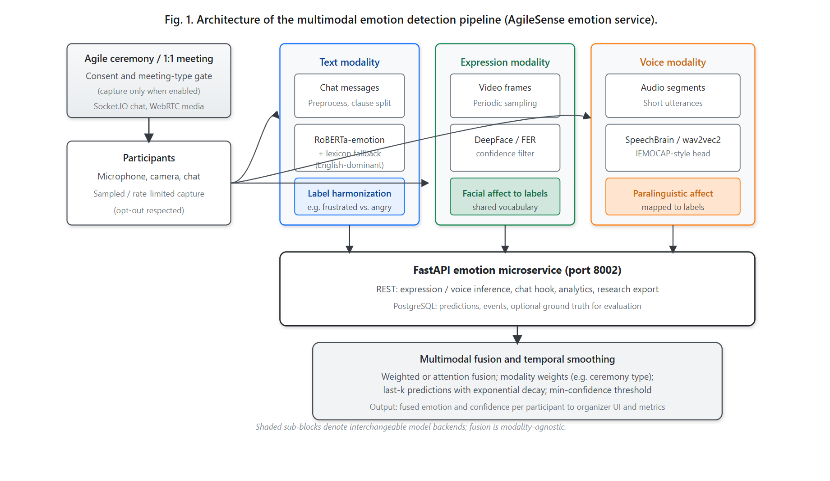 Fig. 1. Architecture of the multimodal emotion detection pipeline (AgileSense emotion service).
Agile ceremony / 1:1 meeting
Consent and meeting-type gate
(capture only when enabled)
Socket.IO chat, WebRTC media
Participants
Microphone, camera, chat
Sampled / rate-limited capture
(opt-out respected)
Text modality
Chat messages
Preprocess, clause split
RoBERTa-emotion
+ lexicon fallback
(English-dominant)
Label harmonization
e.g. frustrated vs. angry
Expression modality
Video frames
Periodic sampling
DeepFace / FER
confidence filter
Facial affect to labels
shared vocabulary
Voice modality
Audio segments
Short utterances
SpeechBrain / wav2vec2
IEMOCAP-style head
Paralinguistic affect
mapped to labels
FastAPI emotion microservice (port 8002)
REST: expression / voice inference, chat hook, analytics, research export
PostgreSQL: predictions, events, optional ground truth for evaluation
Multimodal fusion and temporal smoothing
Weighted or attention fusion; modality weights (e.g. ceremony type);
last-k predictions with exponential decay; min-confidence threshold
Output: fused emotion and confidence per participant to organizer UI and metrics
Shaded sub-blocks denote interchangeable model backends; fusion is modality-agnostic.